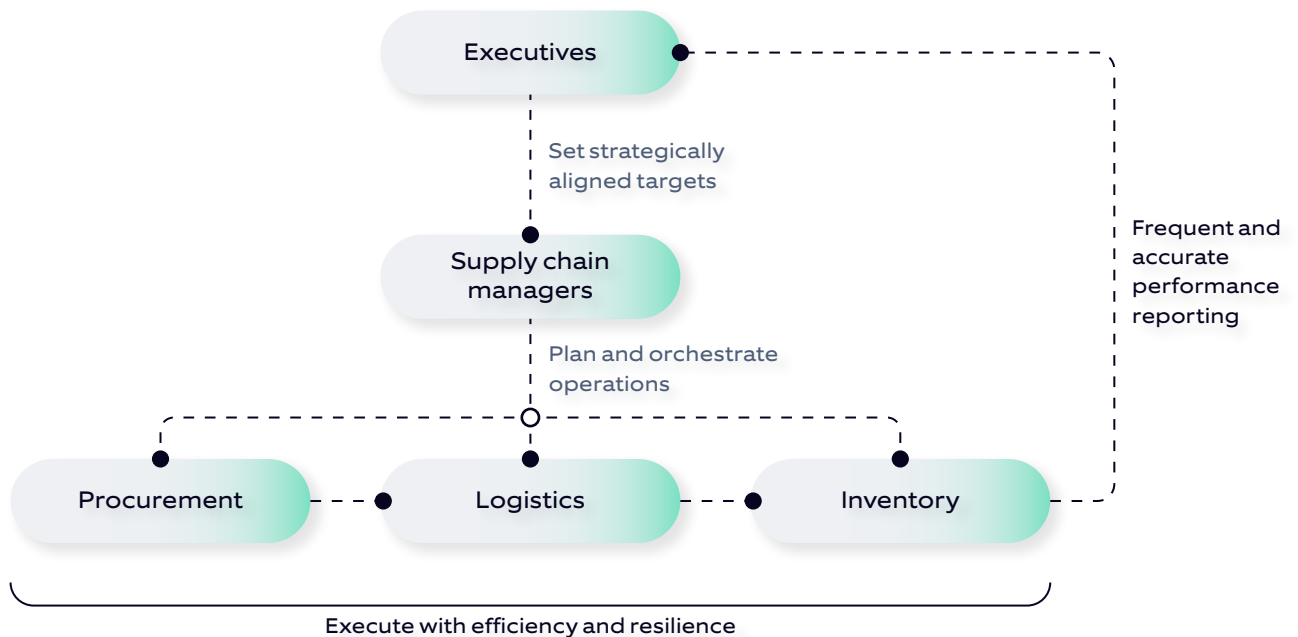 Executives
Set strategically
aligned targets
Supply chain
managers
Frequent and
accurate
performance
reporting
Plan and orchestrate
operations
Procurement
Logistics
Inventory
Execute with efficiency and resilience